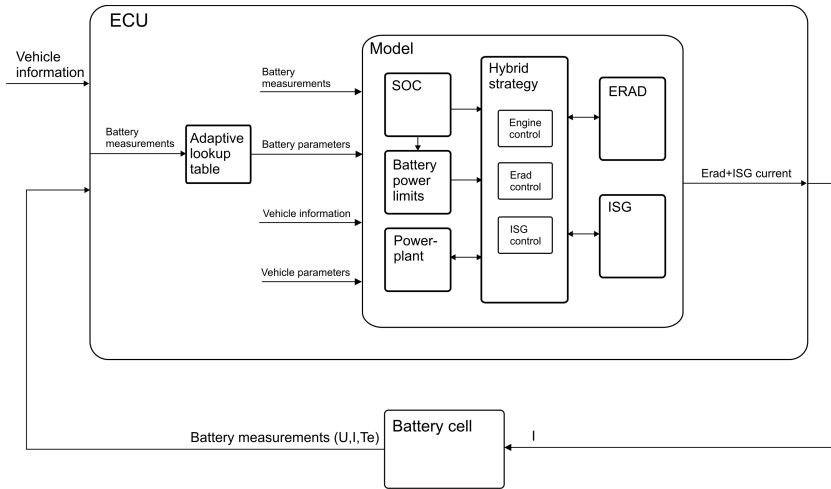 ECU
Vehicle
information
Model
Battery
measurements
SOC
Hybrid
strategy
ERAD
Engine
control
Battery
measurements
Adaptive
lookup
table
Battery parameters
Battery
power
limits
Erad
control
Erad+ISG current
Vehicle information
ISG
control
ISG
Power-
plant
Vehicle parameters
Battery cell
Battery measurements (U,I,Te)
I